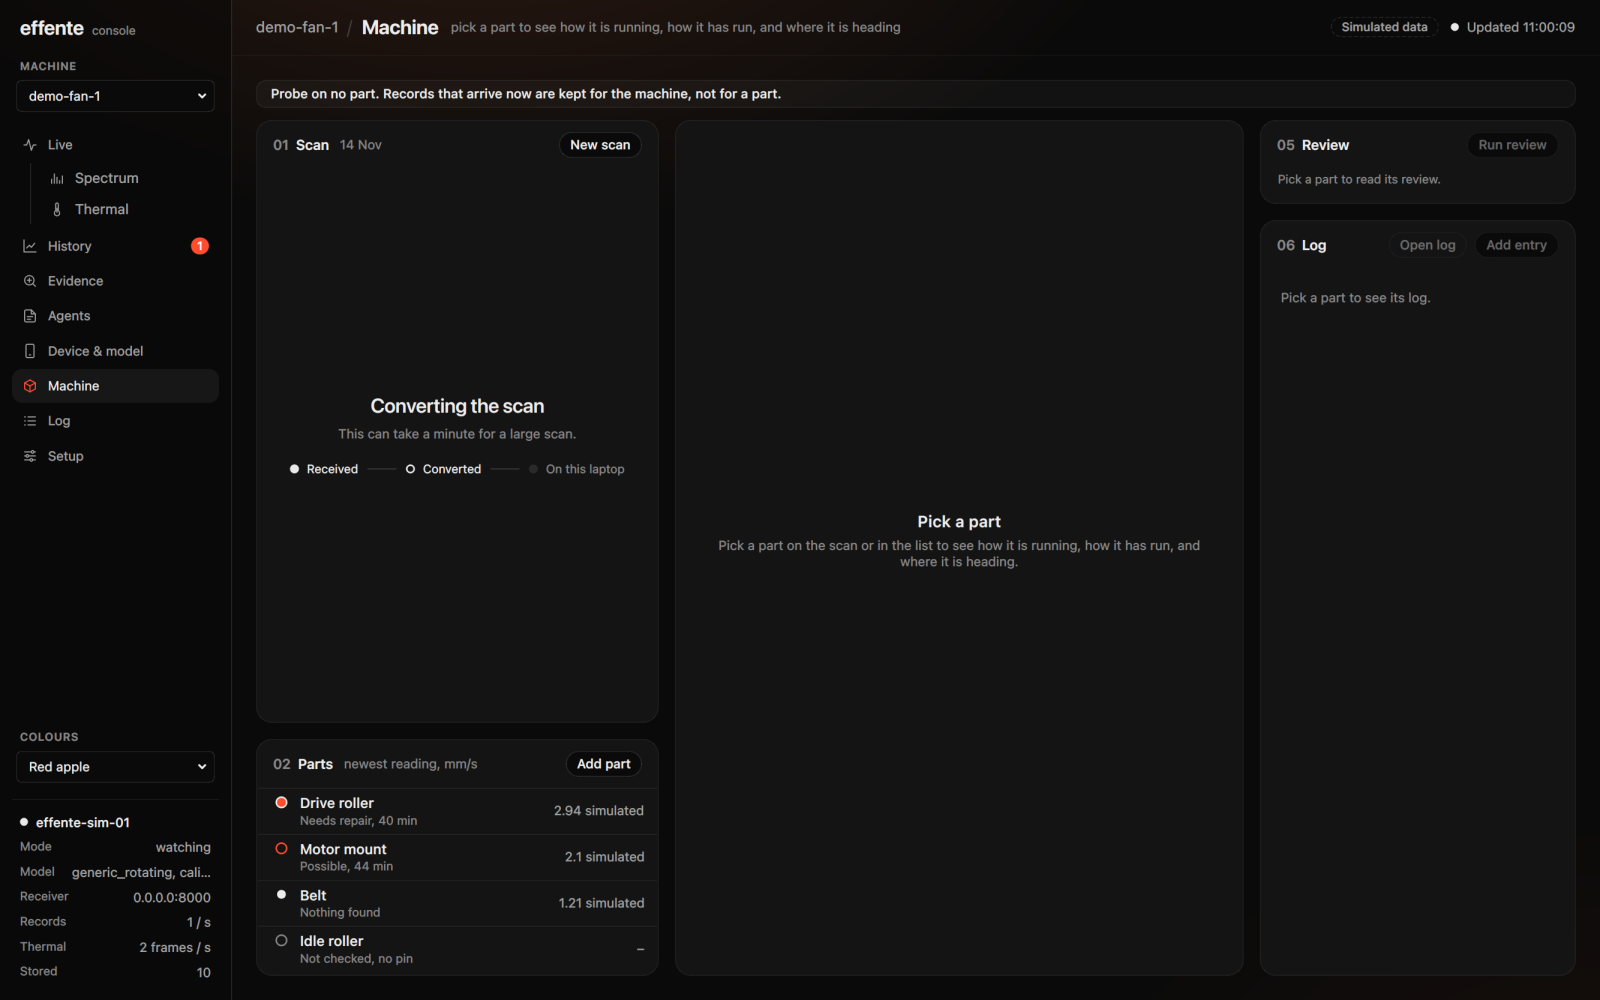 effente console
MACHINE
demo-fan-1
Live
Spectrum
Thermal
History 1
Evidence
Agents
Device & model
Machine
Log
Setup
COLOURS
Red apple
effente-sim-01
Mode watching
Model generic_rotating, cali...
Receiver 0.0.0.0:8000
Records 1 / s
Thermal 2 frames / s
Stored 10
demo-fan-1 / Machine pick a part to see how it is running, how it has run, and where it is heading
Simulated data Updated 11:00:09
Probe on no part. Records that arrive now are kept for the machine, not for a part.
01 Scan 14 Nov New scan
Converting the scan
This can take a minute for a large scan.
Received Converted On this laptop
02 Parts newest reading, mm/s Add part
Drive roller 2.94 simulated
Needs repair, 40 min
Motor mount 2.1 simulated
Possible, 44 min
Belt 1.21 simulated
Nothing found
Idle roller –
Not checked, no pin
Pick a part
Pick a part on the scan or in the list to see how it is running, how it has run, and
where it is heading.
05 Review Run review
Pick a part to read its review.
06 Log Open log Add entry
Pick a part to see its log.